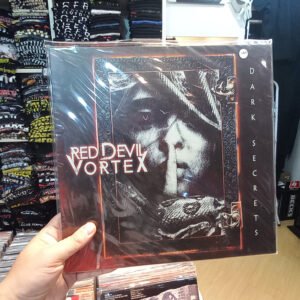 RED DEVIL
VORTEX
DARK SECRETS